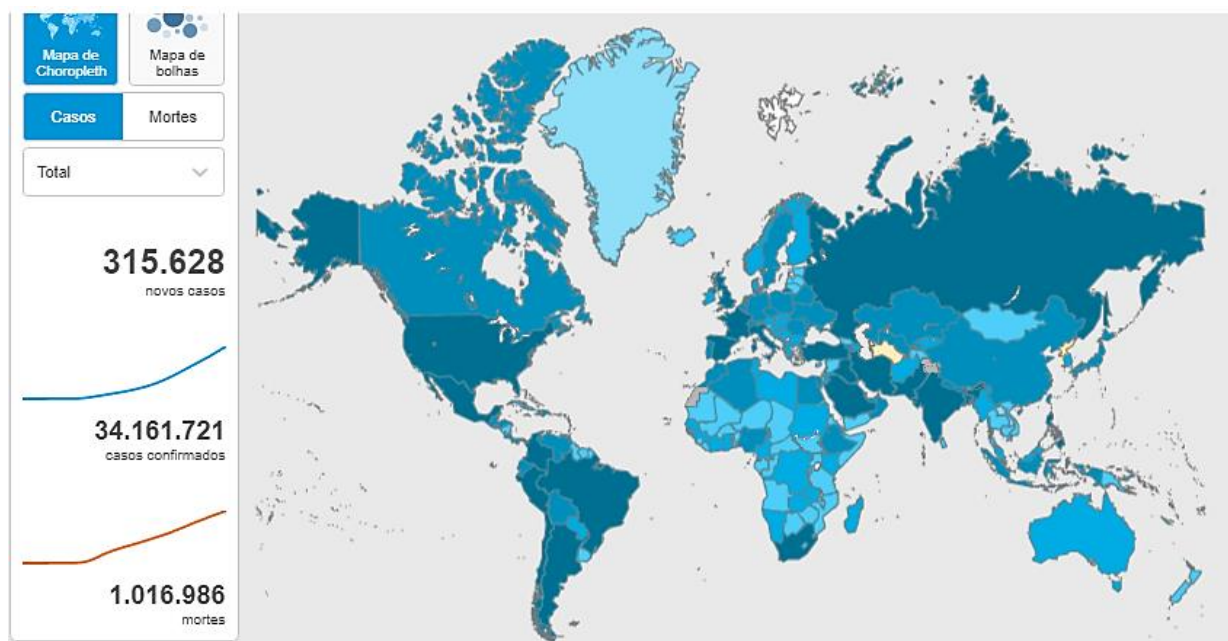 Mapa de
Choropleth
Mapa de
bolhas
Casos
Mortes
Total
315.628
novos casos
34.161.721
casos confirmados
1.016.986
mortes